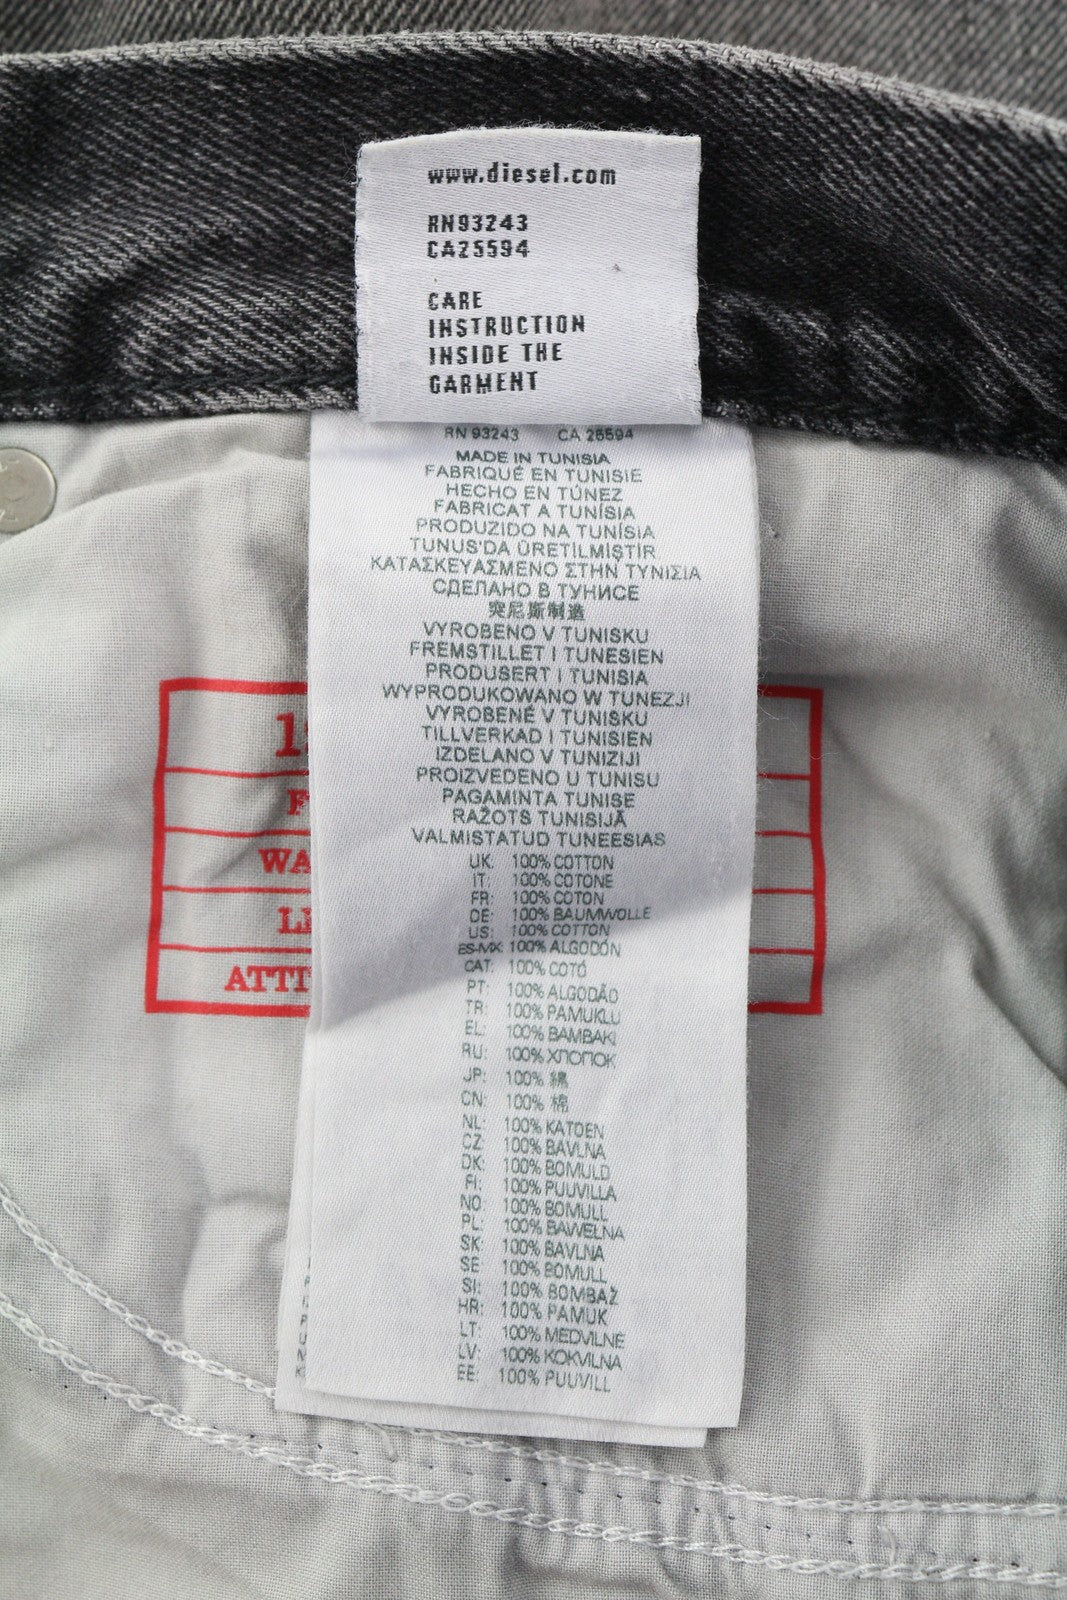 www.diesel.com
RN93243
CA25594
CARE
INSTRUCTION
INSIDE THE
GARMENT
RN 93243 CA 25594
MADE IN TUNISIA
FABRIQUÉ EN TUNISIE
HECHO EN TÚNEZ
FABRICAT A TUNÍSIA
PRODUZIDO NA TUNÍSIA
TUNUS'DA ÜRETİLMİŞTİR
ΚΑΤΑΣΚΕΥΑΣΜΕΝΟ ΣΤΗΝ ΤΥΝΙΣΙΑ
СДЕЛАНО В ТУНИСЕ
突尼斯制造
VYROBENO V TUNISKU
FREMSTILLET I TUNESIEN
PRODUSERT I TUNISIA
WYPRODUKOWANO W TUNEZJI
VYROBENÉ V TUNISKU
TILLVERKAD I TUNISIEN
IZDELANO V TUNIZIJI
PROIZVEDENO U TUNISU
PAGAMINTA TUNISE
RAŽOTS TUNISIJĀ
VALMISTATUD TUNEESIAS
UK: 100% COTTON
IT: 100% COTONE
FR: 100% COTON
DE: 100% BAUMWOLLE
US: 100% COTTON
ES-MX: 100% ALGODÓN
CAT: 100% COTÓ
PT: 100% ALGODÃO
TR: 100% PAMUKLU
EL: 100% BAMBAKI
RU: 100% ХЛОПОК
JP: 100% 綿
CN: 100% 棉
NL: 100% KATOEN
CZ: 100% BAVLNA
DK: 100% BOMULD
FI: 100% PUUVILLA
NO: 100% BOMULL
PL: 100% BAWEŁNA
SK: 100% BAVLNA
SE: 100% BOMULL
SI: 100% BOMBAŽ
HR: 100% PAMUK
LT: 100% MEDVILNĖ
LV: 100% KOKVILNA
EE: 100% PUUVILL